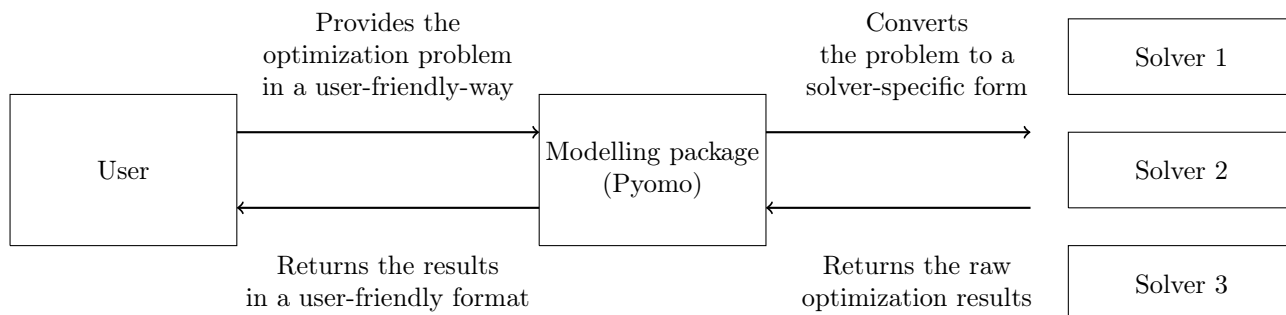 Provides the
optimization problem
in a user-friendly-way
Converts
the problem to a
solver-specific form
Solver 1
User
Modelling package
(Pyomo)
Solver 2
Returns the results
in a user-friendly format
Returns the raw
optimization results
Solver 3